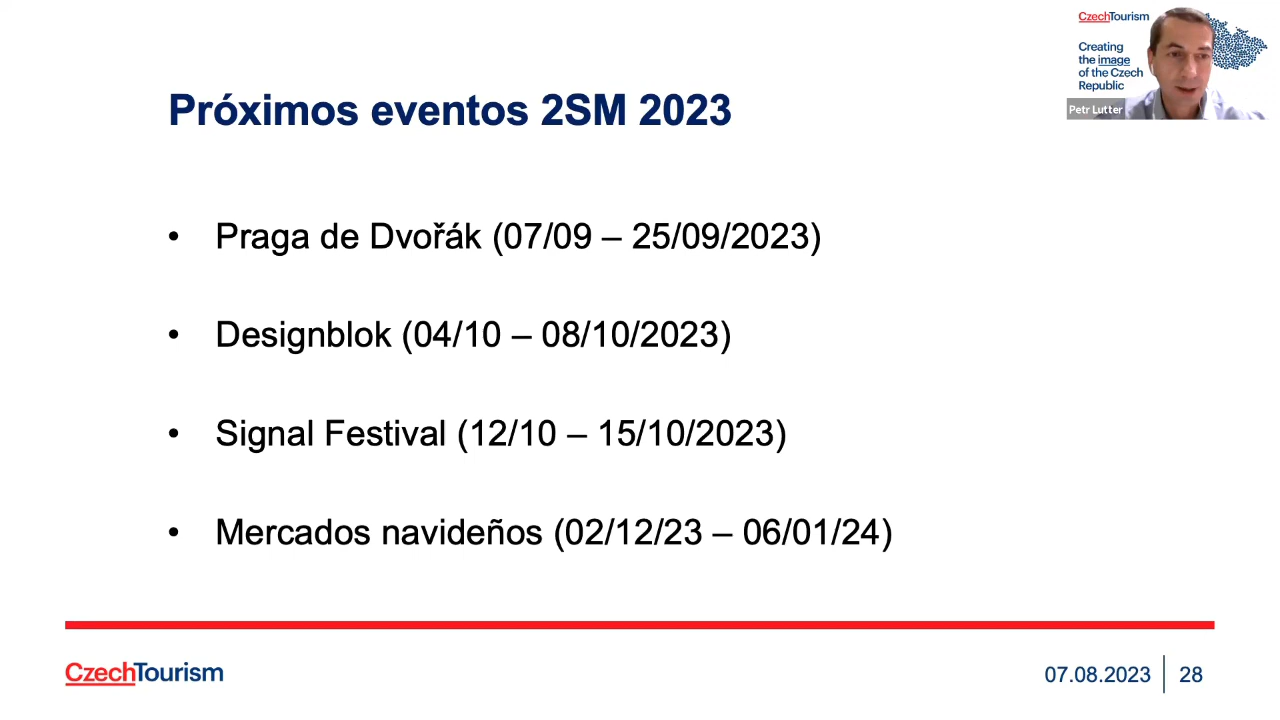 CzechTourism
Creating
the image
of the Czech
Republic
Petr Lutter
Próximos eventos 2SM 2023
• Praga de Dvořák (07/09 – 25/09/2023)
• Designblok (04/10 – 08/10/2023)
• Signal Festival (12/10 – 15/10/2023)
• Mercados navideños (02/12/23 – 06/01/24)
CzechTourism
07.08.2023
28